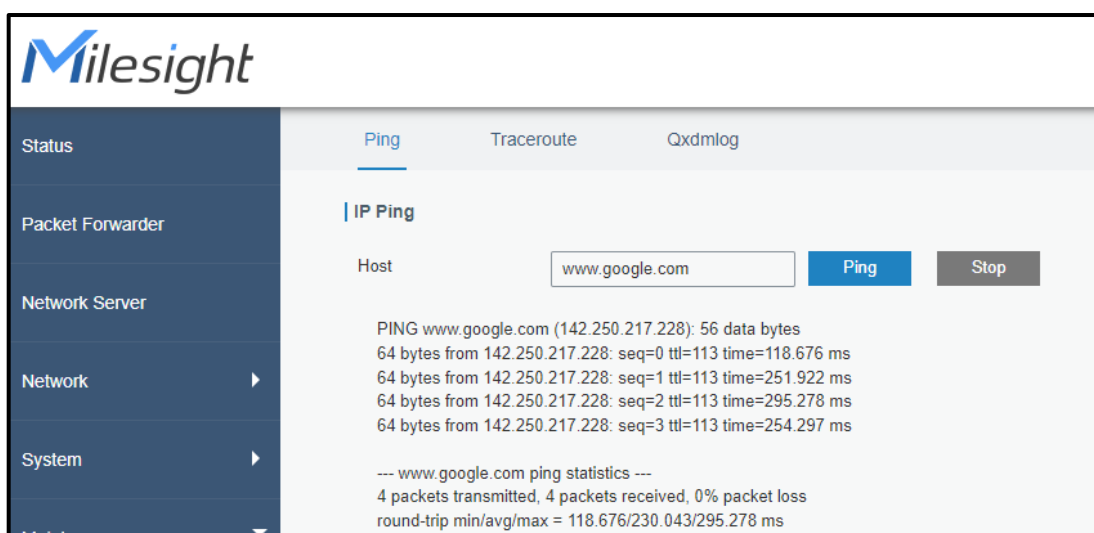 Milesight
Status
Packet Forwarder
Network Server
Network
System
Ping Traceroute Qxdmlog
IP Ping
Host www.google.com Ping Stop
PING www.google.com (142.250.217.228): 56 data bytes
64 bytes from 142.250.217.228: seq=0 ttl=113 time=118.676 ms
64 bytes from 142.250.217.228: seq=1 ttl=113 time=251.922 ms
64 bytes from 142.250.217.228: seq=2 ttl=113 time=295.278 ms
64 bytes from 142.250.217.228: seq=3 ttl=113 time=254.297 ms
--- www.google.com ping statistics ---
4 packets transmitted, 4 packets received, 0% packet loss
round-trip min/avg/max = 118.676/230.043/295.278 ms